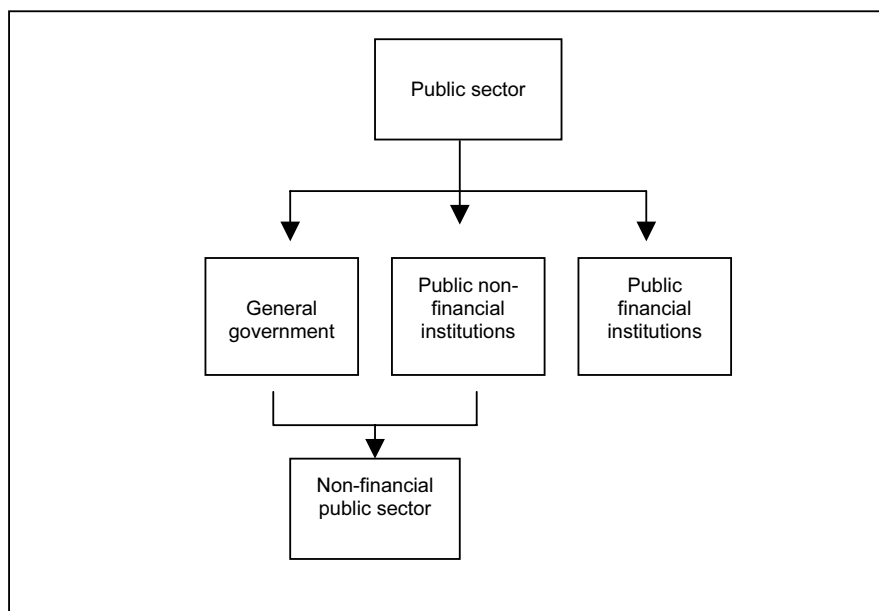 Public sector
General
government
Public non-
financial
institutions
Public
financial
institutions
Non-financial
public sector